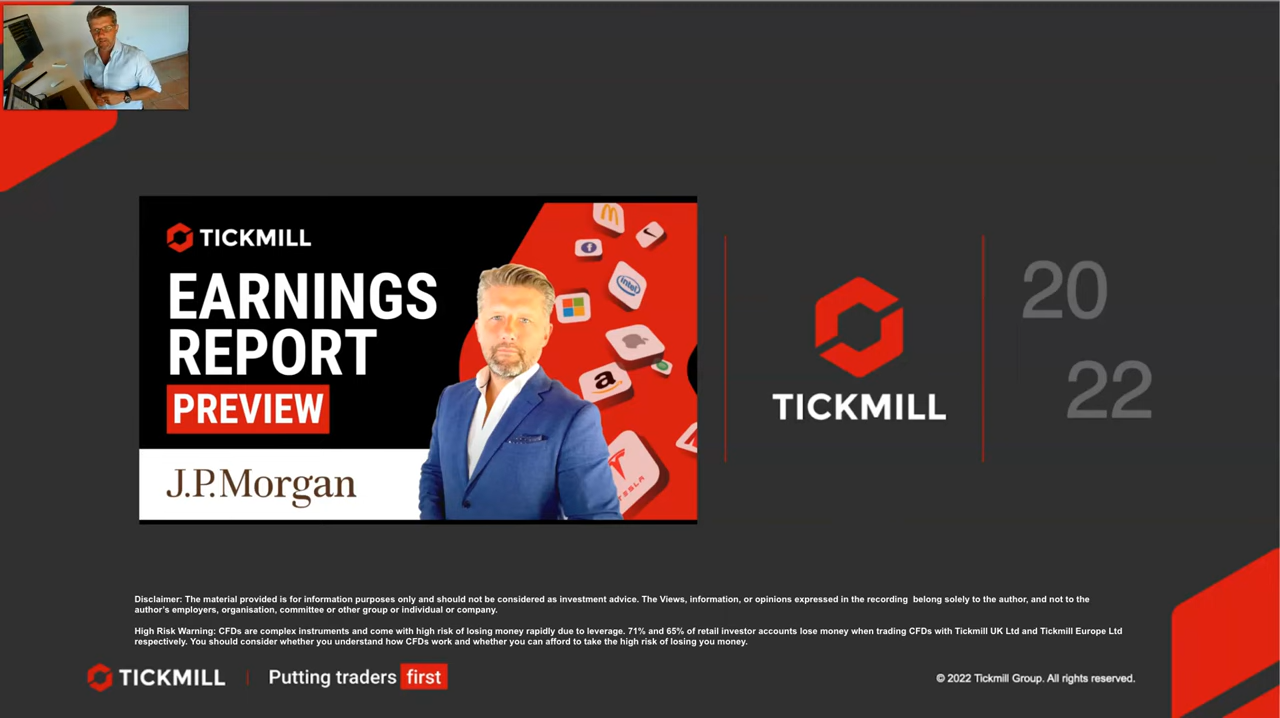 TICKMILL
EARNINGS
REPORT
PREVIEW
J.P.Morgan
intel
a
TESLA
TICKMILL
20
22
Disclaimer: The material provided is for information purposes only and should not be considered as investment advice. The Views, information, or opinions expressed in the recording belong solely to the author, and not to the
author's employers, organisation, committee or other group or individual or company.
High Risk Warning: CFDs are complex instruments and come with high risk of losing money rapidly due to leverage. 71% and 65% of retail investor accounts lose money when trading CFDs with Tickmill UK Ltd and Tickmill Europe Ltd
respectively. You should consider whether you understand how CFDs work and whether you can afford to take the high risk of losing you money.
TICKMILL | Putting traders first
© 2022 Tickmill Group. All rights reserved.